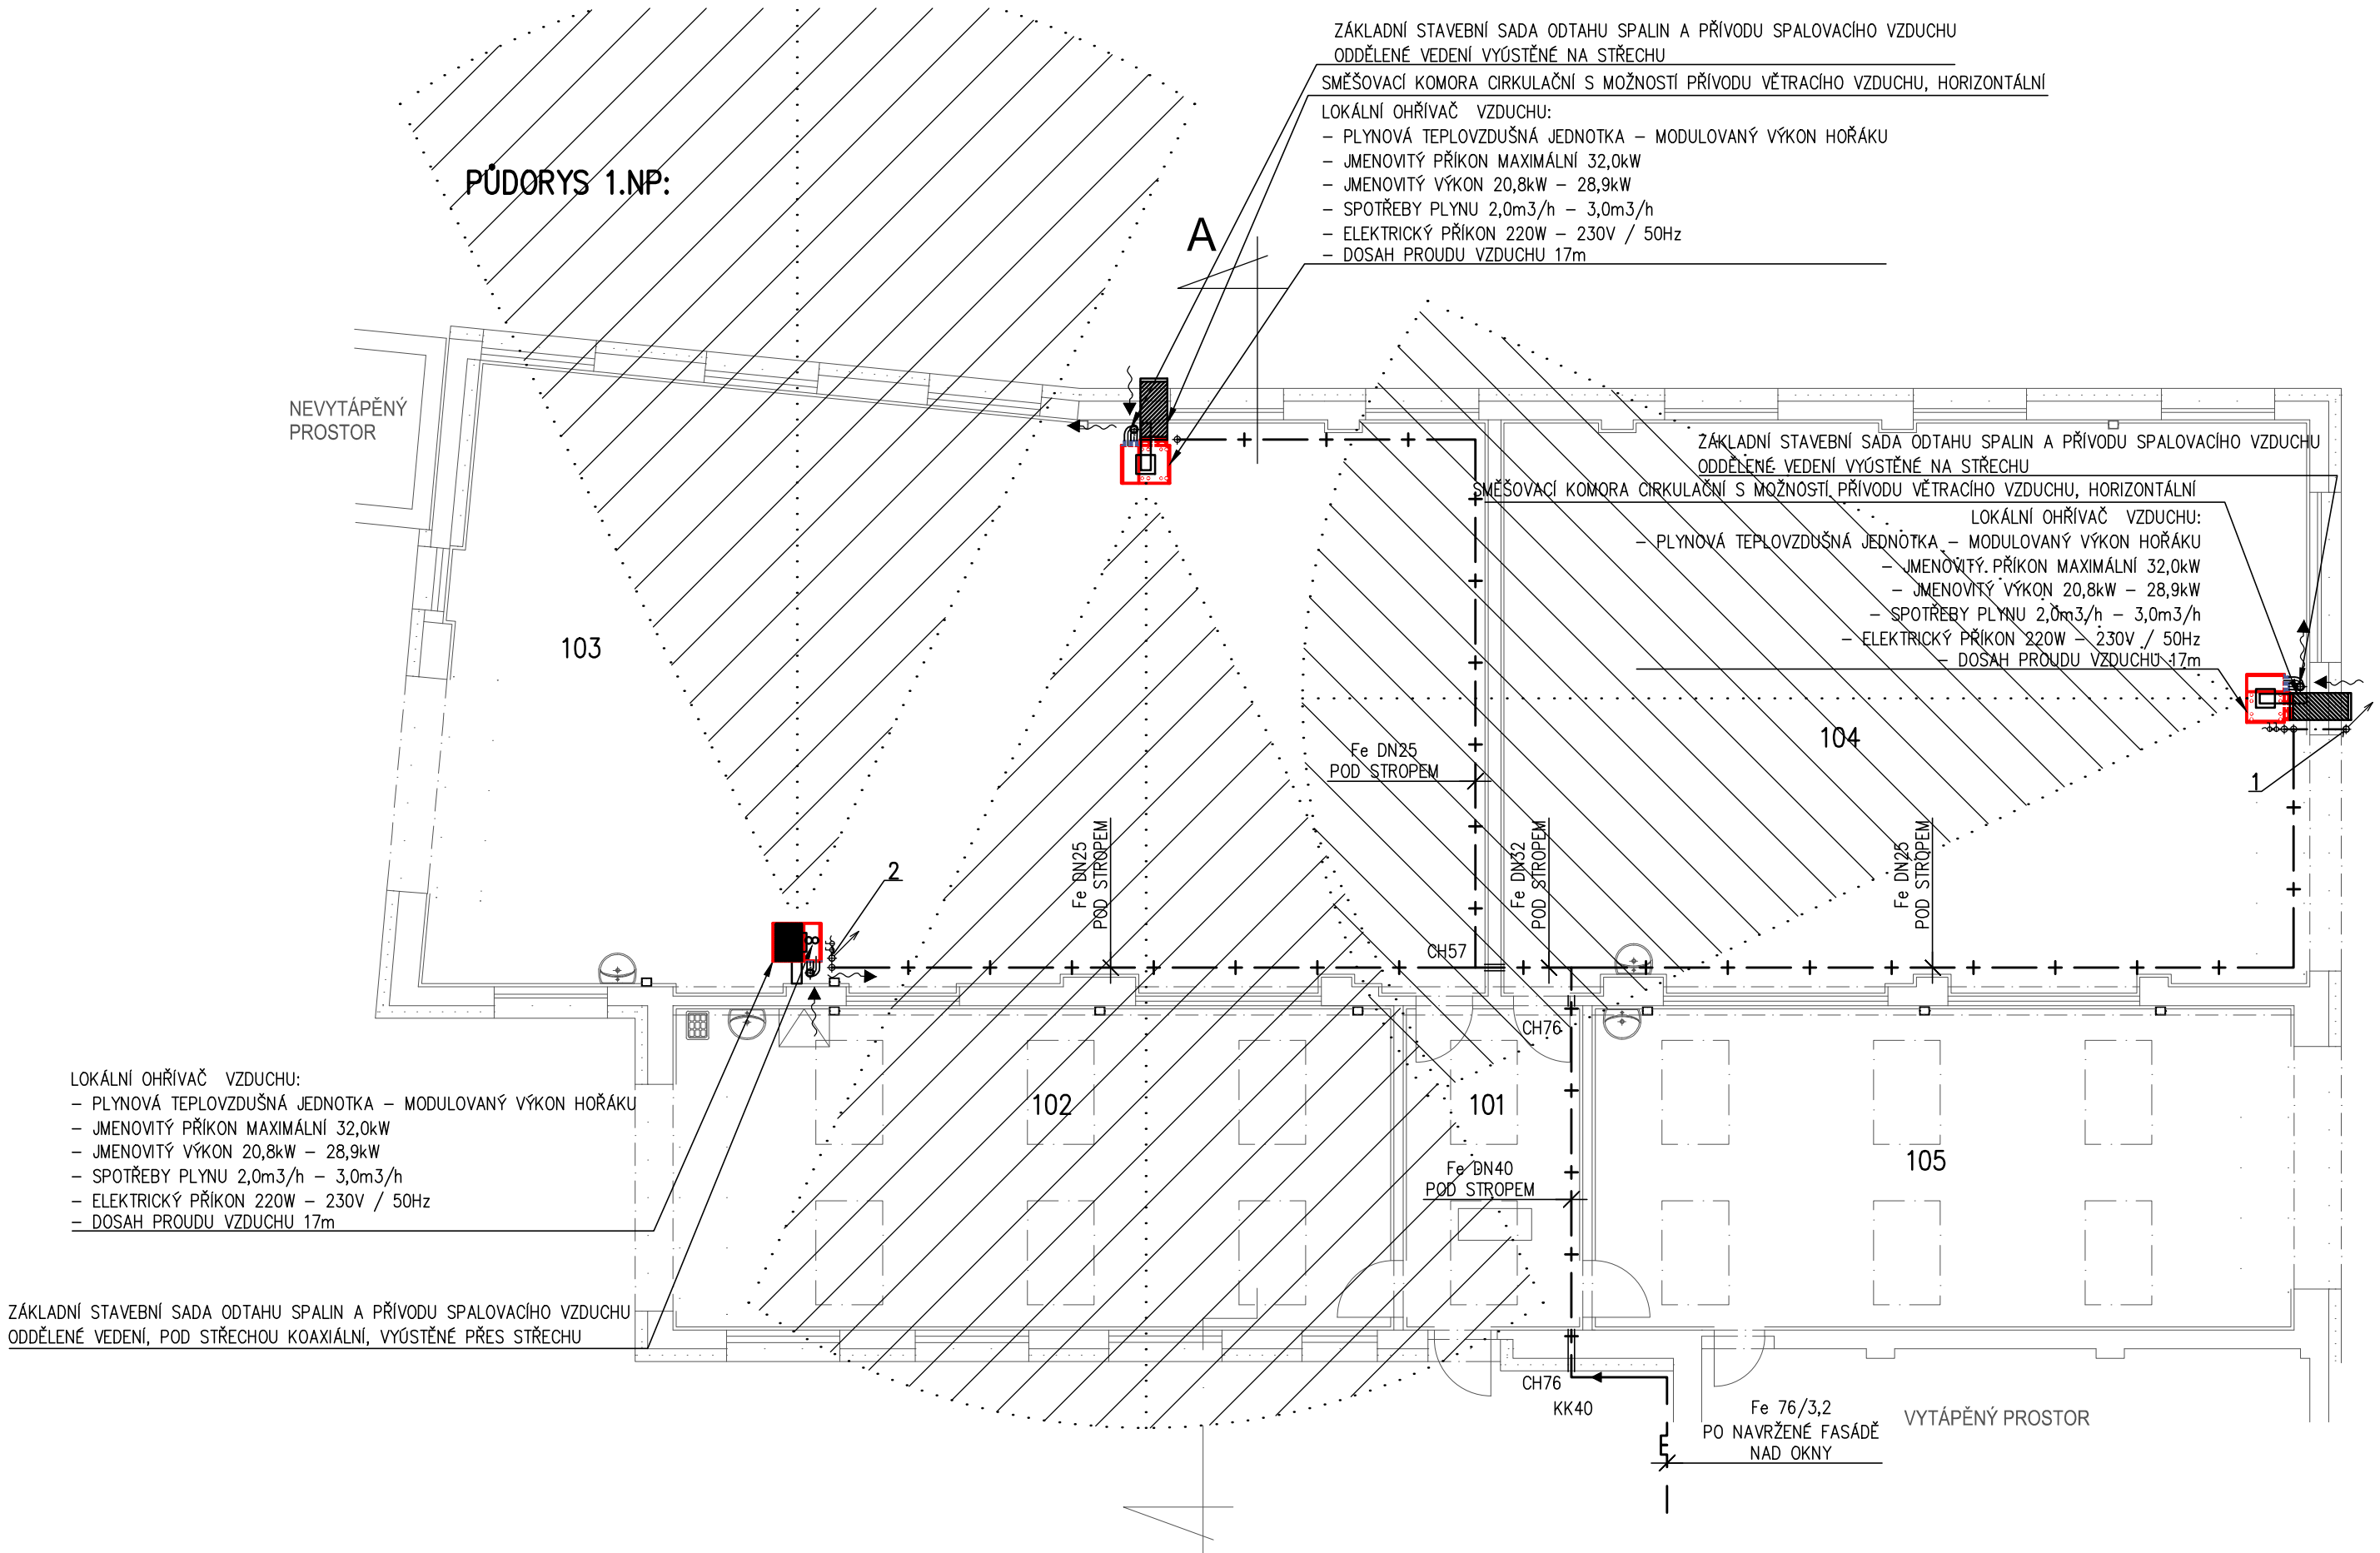 ZÁKLADNÍ STAVEBNÍ SADA ODTAHU SPALIN A PŘÍVODU SPALOVACÍHO VZDUCHU
ODDĚLENÉ VEDENÍ VYÚSTĚNÉ NA STŘECHU
SMĚŠOVACÍ KOMORA CIRKULAČNÍ S MOŽNOSTÍ PŘÍVODU VĚTRACÍHO VZDUCHU, HORIZONTÁLNÍ
LOKÁLNÍ OHŘÍVAČ VZDUCHU:
– PLYNOVÁ TEPLOVZDUŠNÁ JEDNOTKA – MODULOVANÝ VÝKON HOŘÁKU
– JMENOVITÝ PŘÍKON MAXIMÁLNÍ 32,0kW
– JMENOVITÝ VÝKON 20,8kW – 28,9kW
– SPOTŘEBY PLYNU 2,0m3/h – 3,0m3/h
– ELEKTRICKÝ PŘÍKON 220W – 230V / 50Hz
– DOSAH PROUDU VZDUCHU 17m
PŮDORYS 1.NP:
A
NEVYTÁPĚNÝ
PROSTOR
ZÁKLADNÍ STAVEBNÍ SADA ODTAHU SPALIN A PŘÍVODU SPALOVACÍHO VZDUCHU
ODDĚLENÉ VEDENÍ VYÚSTĚNÉ NA STŘECHU
SMĚŠOVACÍ KOMORA CIRKULAČNÍ S MOŽNOSTÍ PŘÍVODU VĚTRACÍHO VZDUCHU, HORIZONTÁLNÍ
LOKÁLNÍ OHŘÍVAČ VZDUCHU:
– PLYNOVÁ TEPLOVZDUŠNÁ JEDNOTKA – MODULOVANÝ VÝKON HOŘÁKU
– JMENOVITÝ PŘÍKON MAXIMÁLNÍ 32,0kW
– JMENOVITÝ VÝKON 20,8kW – 28,9kW
– SPOTŘEBY PLYNU 2,0m3/h – 3,0m3/h
– ELEKTRICKÝ PŘÍKON 220W – 230V / 50Hz
– DOSAH PROUDU VZDUCHU 17m
103
104
1
Fe DN25
POD STROPEM
2
Fe DN25
POD STROPEM
Fe DN32
POD STROPEM
Fe DN25
POD STROPEM
CH57
CH76
LOKÁLNÍ OHŘÍVAČ VZDUCHU:
– PLYNOVÁ TEPLOVZDUŠNÁ JEDNOTKA – MODULOVANÝ VÝKON HOŘÁKU
– JMENOVITÝ PŘÍKON MAXIMÁLNÍ 32,0kW
– JMENOVITÝ VÝKON 20,8kW – 28,9kW
– SPOTŘEBY PLYNU 2,0m3/h – 3,0m3/h
– ELEKTRICKÝ PŘÍKON 220W – 230V / 50Hz
– DOSAH PROUDU VZDUCHU 17m
102
101
105
Fe DN40
POD STROPEM
ZÁKLADNÍ STAVEBNÍ SADA ODTAHU SPALIN A PŘÍVODU SPALOVACÍHO VZDUCHU
ODDĚLENÉ VEDENÍ, POD STŘECHOU KOAXIÁLNÍ, VYÚSTĚNÉ PŘES STŘECHU
CH76
KK40
Fe 76/3,2
PO NAVRŽENÉ FASÁDĚ
NAD OKNY
VYTÁPĚNÝ PROSTOR